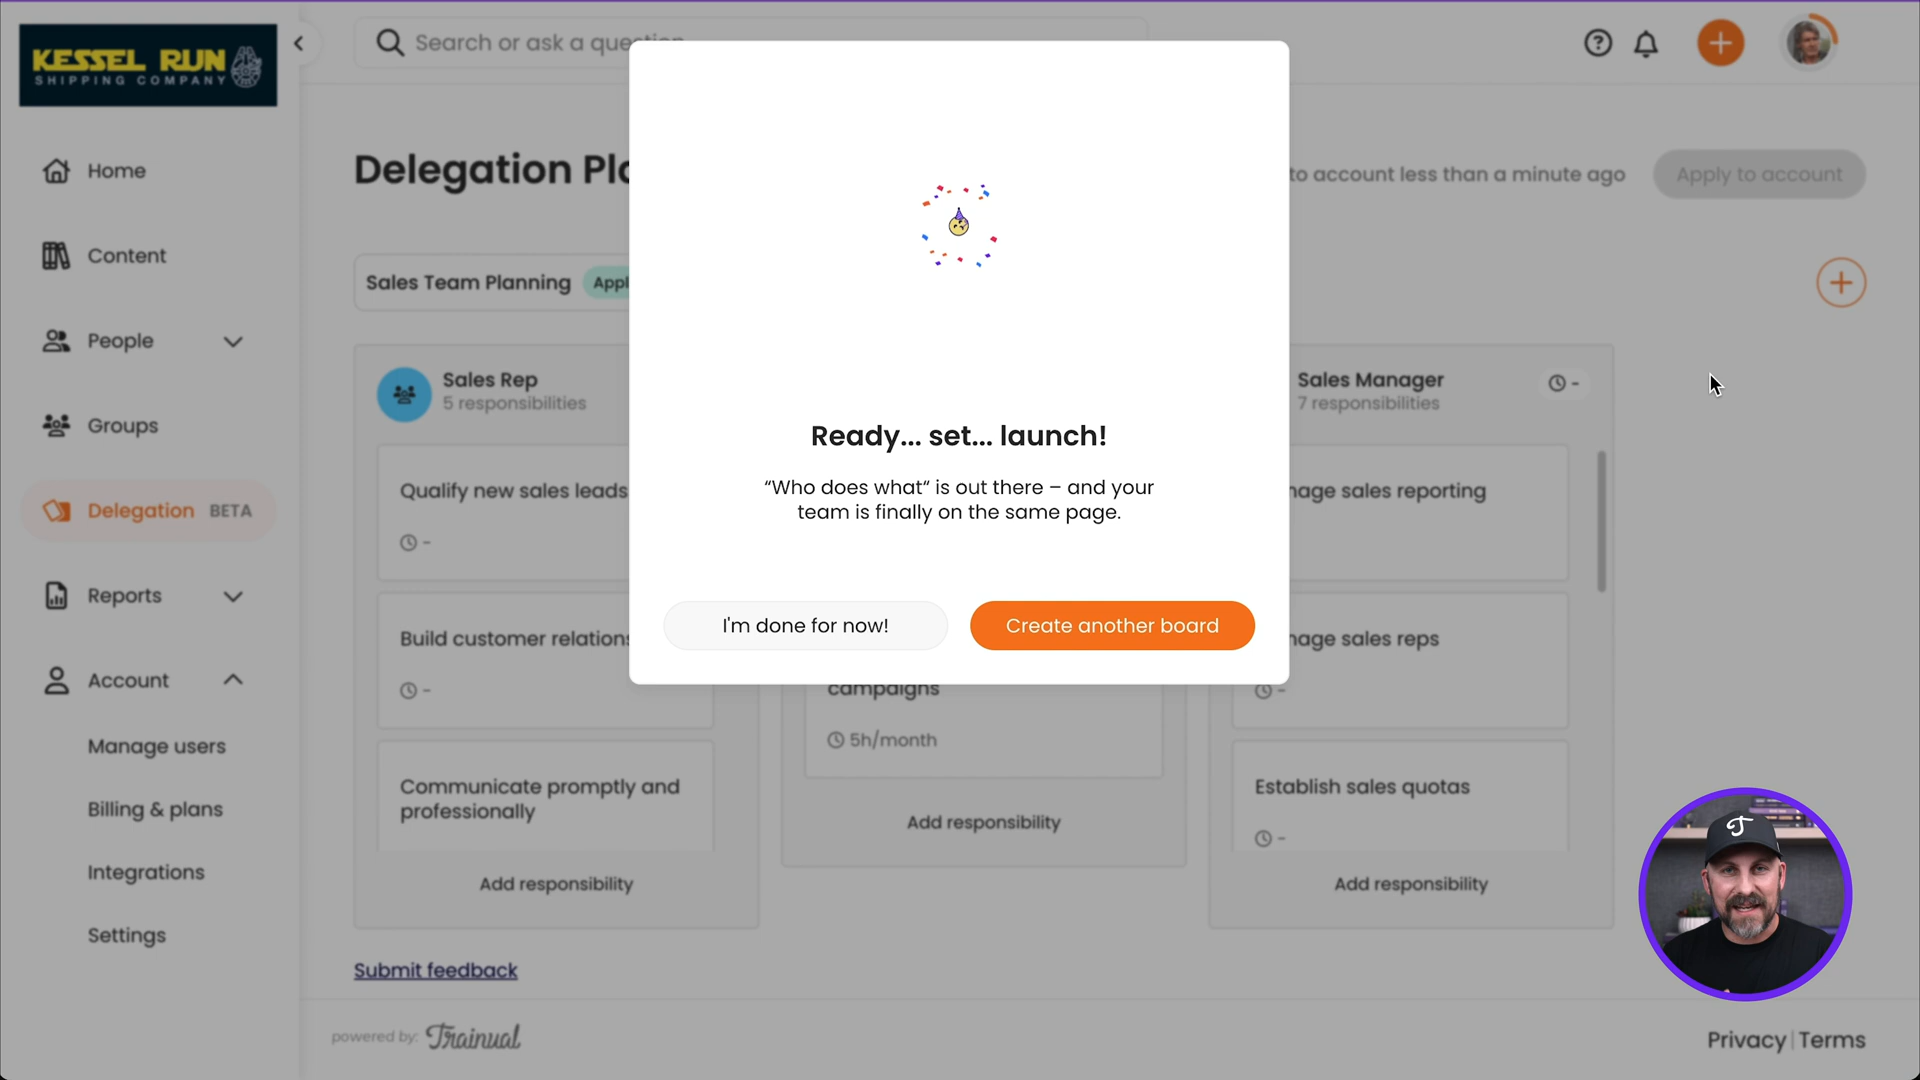 KESSEL RUN
SHIPPING COMPANY
Search or ask a question
Home
Content
People
Groups
Delegation BETA
Reports
Account
Manage users
Billing & plans
Integrations
Settings
Delegation Pl
to account less than a minute ago
Apply to account
Sales Team Planning
Appl
Sales Rep
5 responsibilities
Qualify new sales leads
-
Build customer relations
-
Communicate promptly and
professionally
Add responsibility
campaigns
5h/month
Add responsibility
Sales Manager
7 responsibilities
-
nage sales reporting
nage sales reps
-
Establish sales quotas
-
Add responsibility
Ready... set... launch!
“Who does what“ is out there – and your
team is finally on the same page.
I'm done for now!
Create another board
Submit feedback
powered by: Trainual
Privacy | Terms